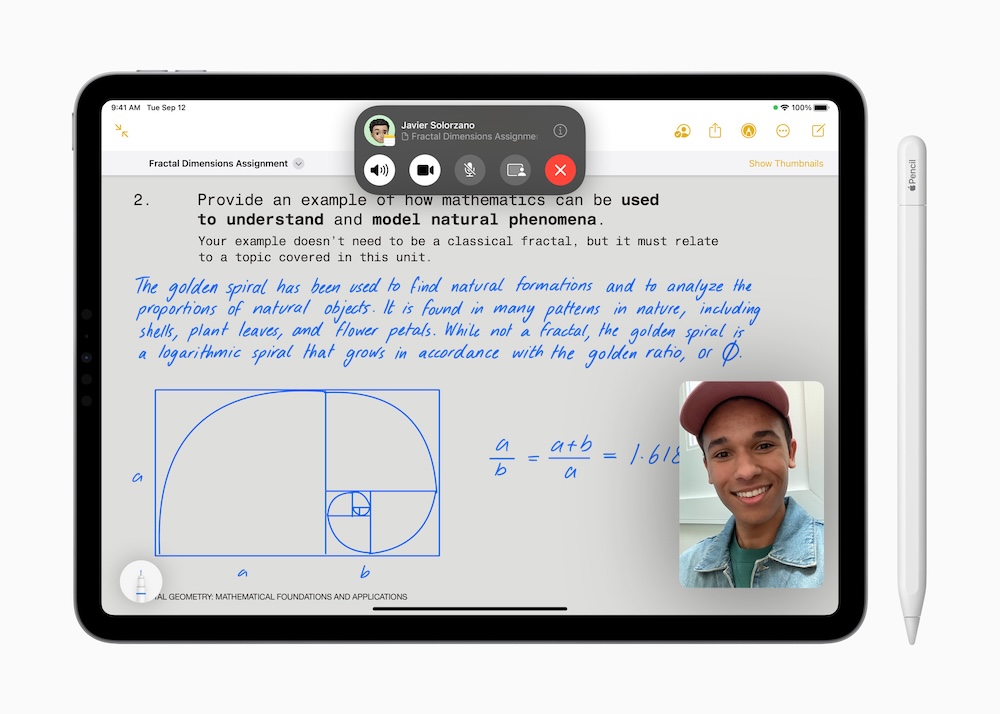 9:41 AM Tue Sep 12
100%
Javier Solorzano
Fractal Dimensions Assignme
Fractal Dimensions Assignment
Show Thumbnails
2. Provide an example of how mathematics can be used
to understand and model natural phenomena.
Your example doesn't need to be a classical fractal, but it must relate
to a topic covered in this unit.
The golden spiral has been used to find natural formations and to analyze the
proportions of natural objects. It is found in many patterns in nature, including
shells, plant leaves, and flower petals. While not a fractal, the golden spiral is
a logarithmic spiral that grows in accordance with the golden ratio, or Ø.
a
a b
a/b = a+b/a = 1.618
AL GEOMETRY: MATHEMATICAL FOUNDATIONS AND APPLICATIONS
Pencil